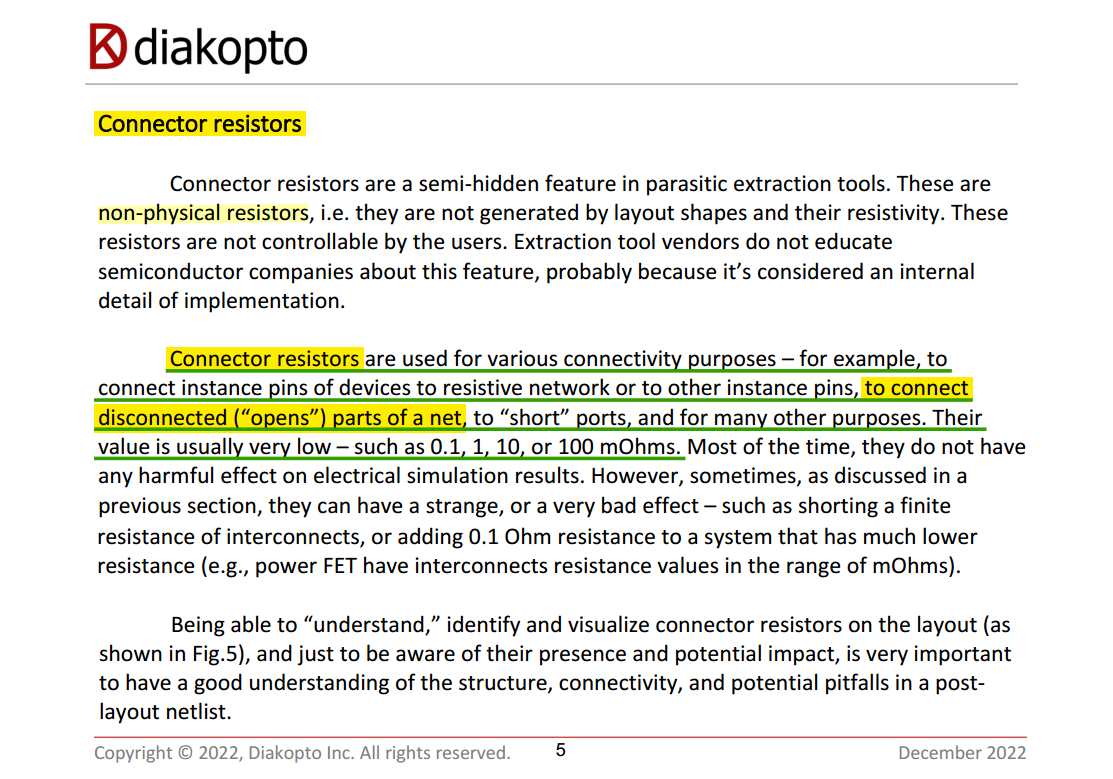 diakopto
Connector resistors
Connector resistors are a semi-hidden feature in parasitic extraction tools. These are
non-physical resistors, i.e. they are not generated by layout shapes and their resistivity. These
resistors are not controllable by the users. Extraction tool vendors do not educate
semiconductor companies about this feature, probably because it’s considered an internal
detail of implementation.
Connector resistors are used for various connectivity purposes – for example, to
connect instance pins of devices to resistive network or to other instance pins, to connect
disconnected (“opens”) parts of a net, to “short” ports, and for many other purposes. Their
value is usually very low – such as 0.1, 1, 10, or 100 mOhms. Most of the time, they do not have
any harmful effect on electrical simulation results. However, sometimes, as discussed in a
previous section, they can have a strange, or a very bad effect – such as shorting a finite
resistance of interconnects, or adding 0.1 Ohm resistance to a system that has much lower
resistance (e.g., power FET have interconnects resistance values in the range of mOhms).
Being able to “understand,” identify and visualize connector resistors on the layout (as
shown in Fig.5), and just to be aware of their presence and potential impact, is very important
to have a good understanding of the structure, connectivity, and potential pitfalls in a post-
layout netlist.
Copyright © 2022, Diakopto Inc. All rights reserved. 5 December 2022